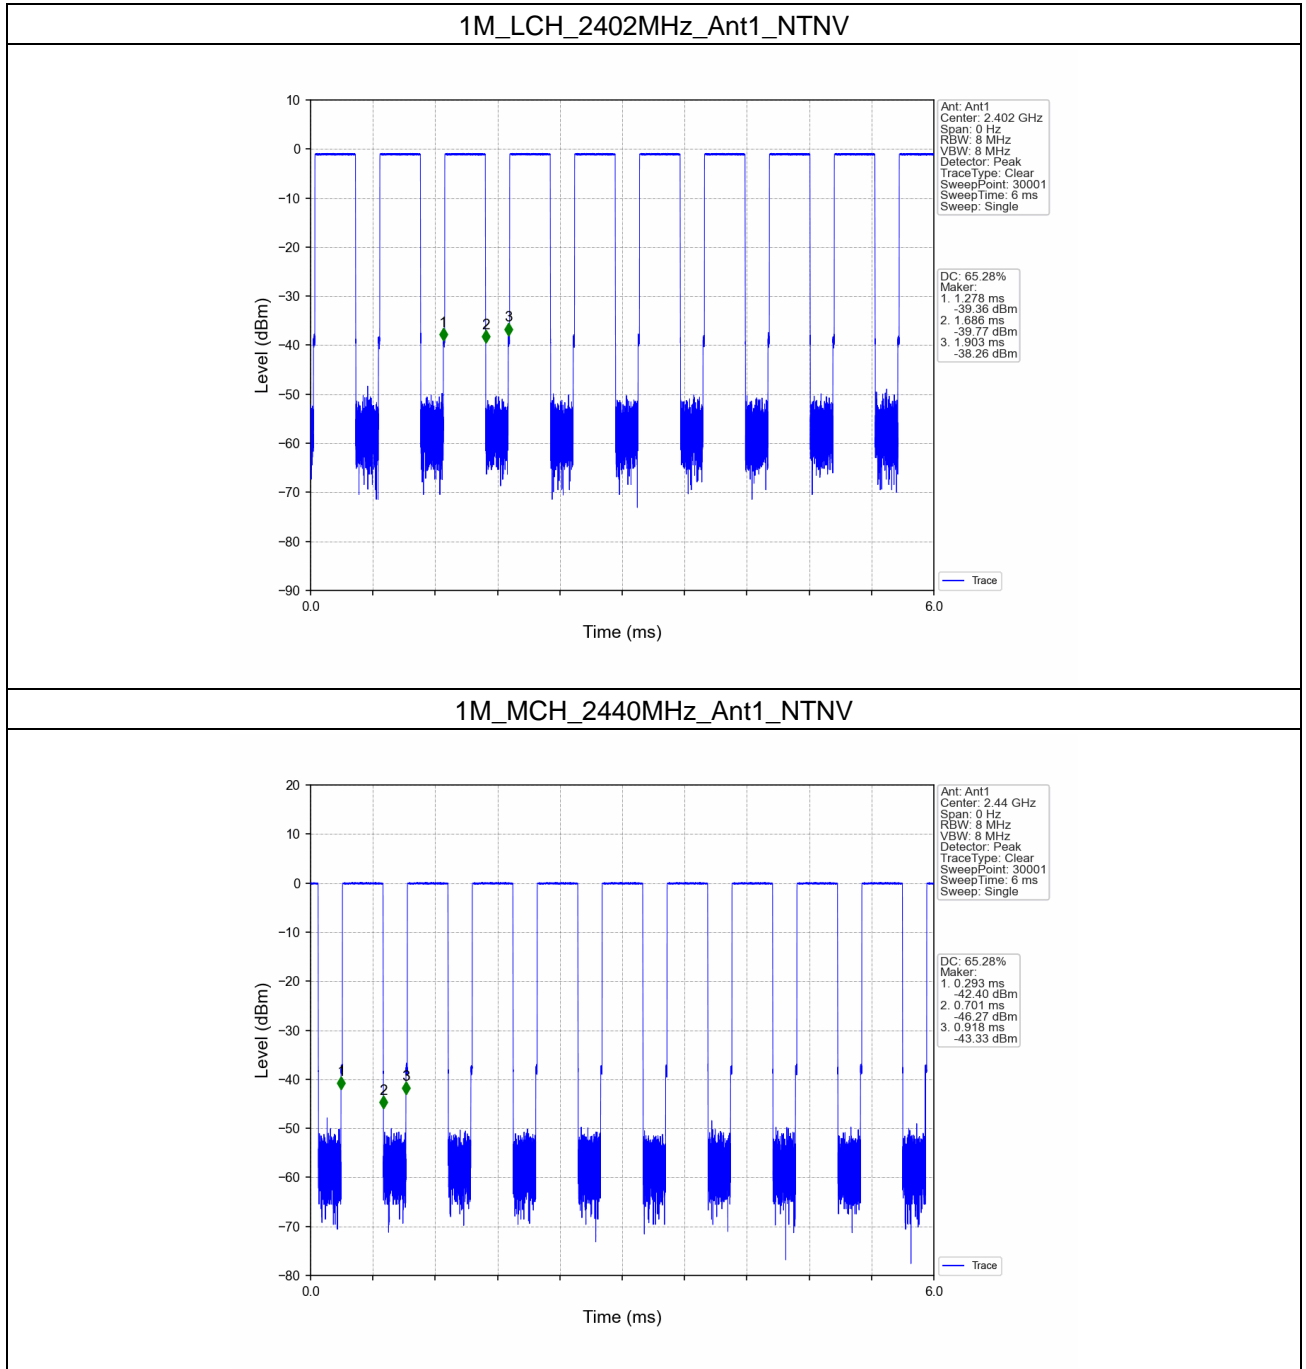 1M_LCH_2402MHz_Ant1_NTNV
10
0
−10
−20
−30
−40
−50
−60
−70
−80
−90
Level (dBm)
1
2
3
0.0
6.0
Time (ms)
Ant: Ant1
Center: 2.402 GHz
Span: 0 Hz
RBW: 8 MHz
VBW: 8 MHz
Detector: Peak
TraceType: Clear
SweepPoint: 30001
SweepTime: 6 ms
Sweep: Single
DC: 65.28%
Maker:
1. 1.278 ms
-39.36 dBm
2. 1.686 ms
-39.77 dBm
3. 1.903 ms
-38.26 dBm
Trace
1M_MCH_2440MHz_Ant1_NTNV
20
10
0
−10
−20
−30
−40
−50
−60
−70
−80
Level (dBm)
1
2
3
0.0
6.0
Time (ms)
Ant: Ant1
Center: 2.44 GHz
Span: 0 Hz
RBW: 8 MHz
VBW: 8 MHz
Detector: Peak
TraceType: Clear
SweepPoint: 30001
SweepTime: 6 ms
Sweep: Single
DC: 65.28%
Maker:
1. 0.293 ms
-42.40 dBm
2. 0.701 ms
-46.27 dBm
3. 0.918 ms
-43.33 dBm
Trace